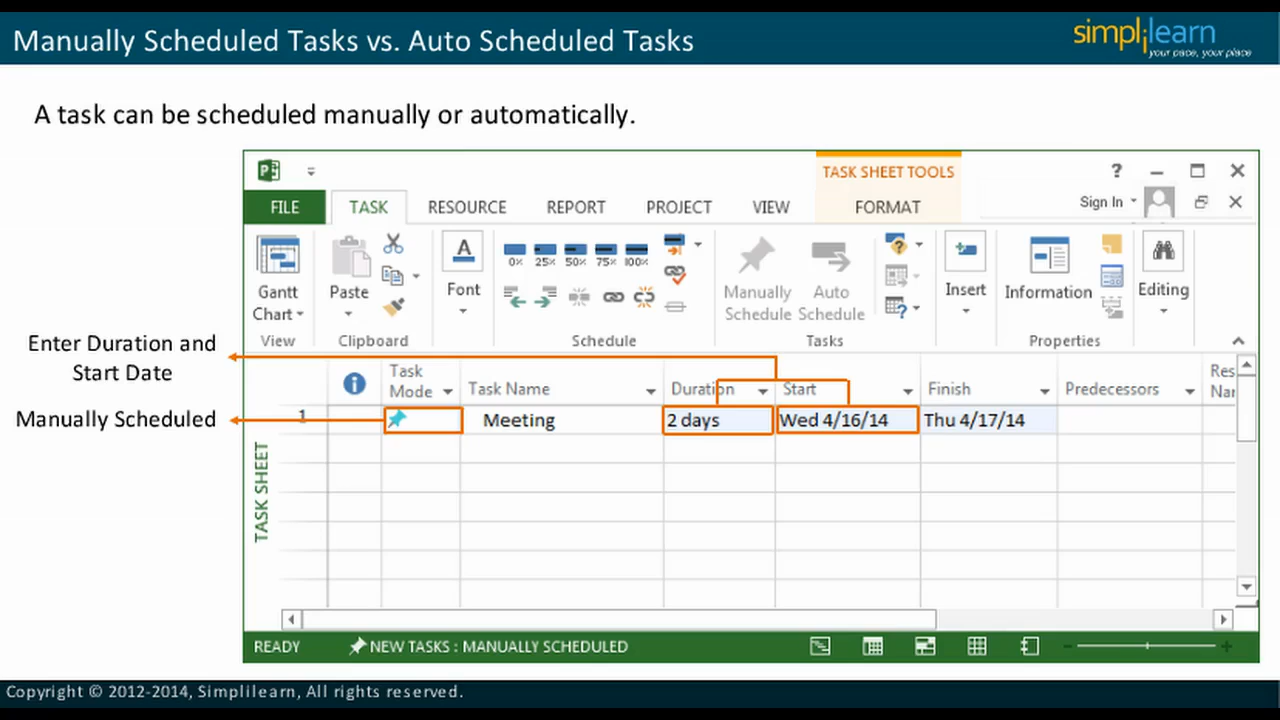 Manually Scheduled Tasks vs. Auto Scheduled Tasks
simplilearn
your pace, your place
A task can be scheduled manually or automatically.
TASK SHEET TOOLS
?
FILE TASK RESOURCE REPORT PROJECT VIEW FORMAT Sign In
0% 25% 50% 75% 100%
Gantt Chart
Paste
Font
Manually Schedule
Auto Schedule
Insert
Information
Editing
View Clipboard Schedule Tasks Properties
Enter Duration and
Start Date
Manually Scheduled
Task Mode Task Name Duration Start Finish Predecessors Res Nar
1 Meeting 2 days Wed 4/16/14 Thu 4/17/14
TASK SHEET
READY NEW TASKS : MANUALLY SCHEDULED
Copyright © 2012-2014, Simplilearn, All rights reserved.